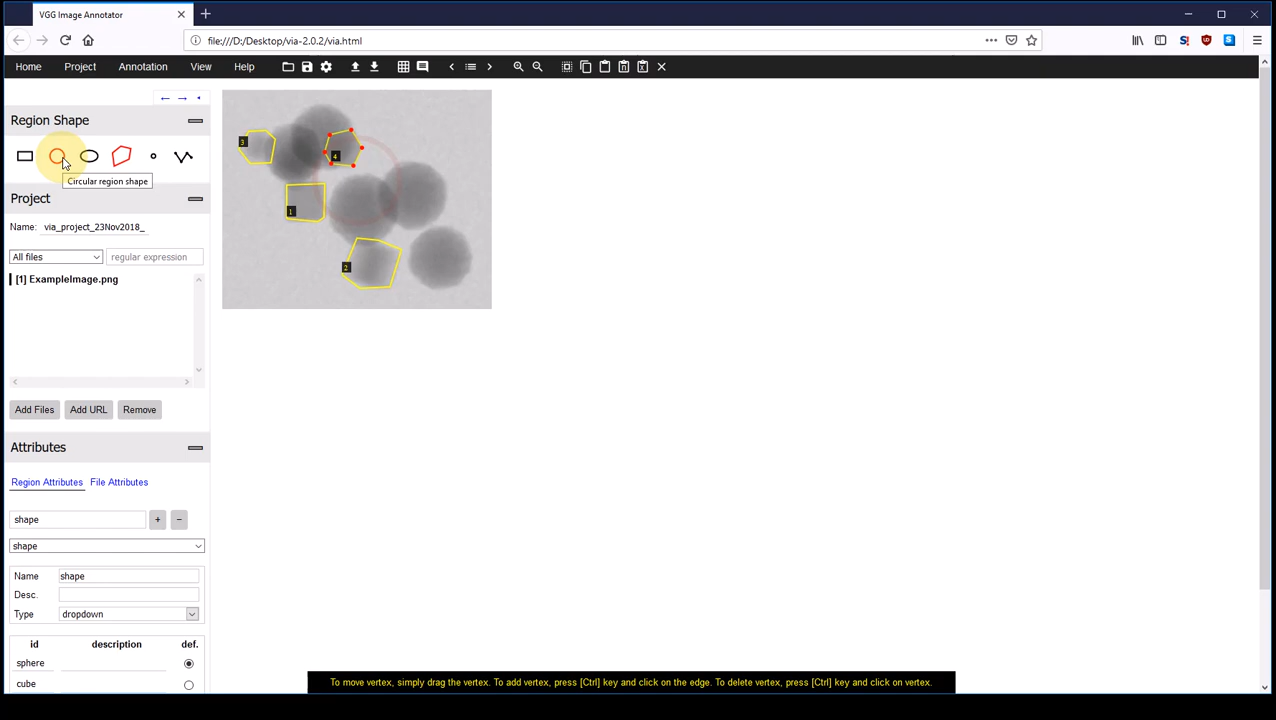 VGG Image Annotator
file:///D:/Desktop/via-2.0.2/via.html
Home Project Annotation View Help
Region Shape
Circular region shape
Project
Name: via_project_23Nov2018_
All files regular expression
[1] ExampleImage.png
Add Files Add URL Remove
Attributes
Region Attributes File Attributes
shape
shape
Name shape
Desc.
Type dropdown
id description def.
sphere
cube
3
4
1
2
To move vertex, simply drag the vertex. To add vertex, press [Ctrl] key and click on the edge. To delete vertex, press [Ctrl] key and click on vertex.